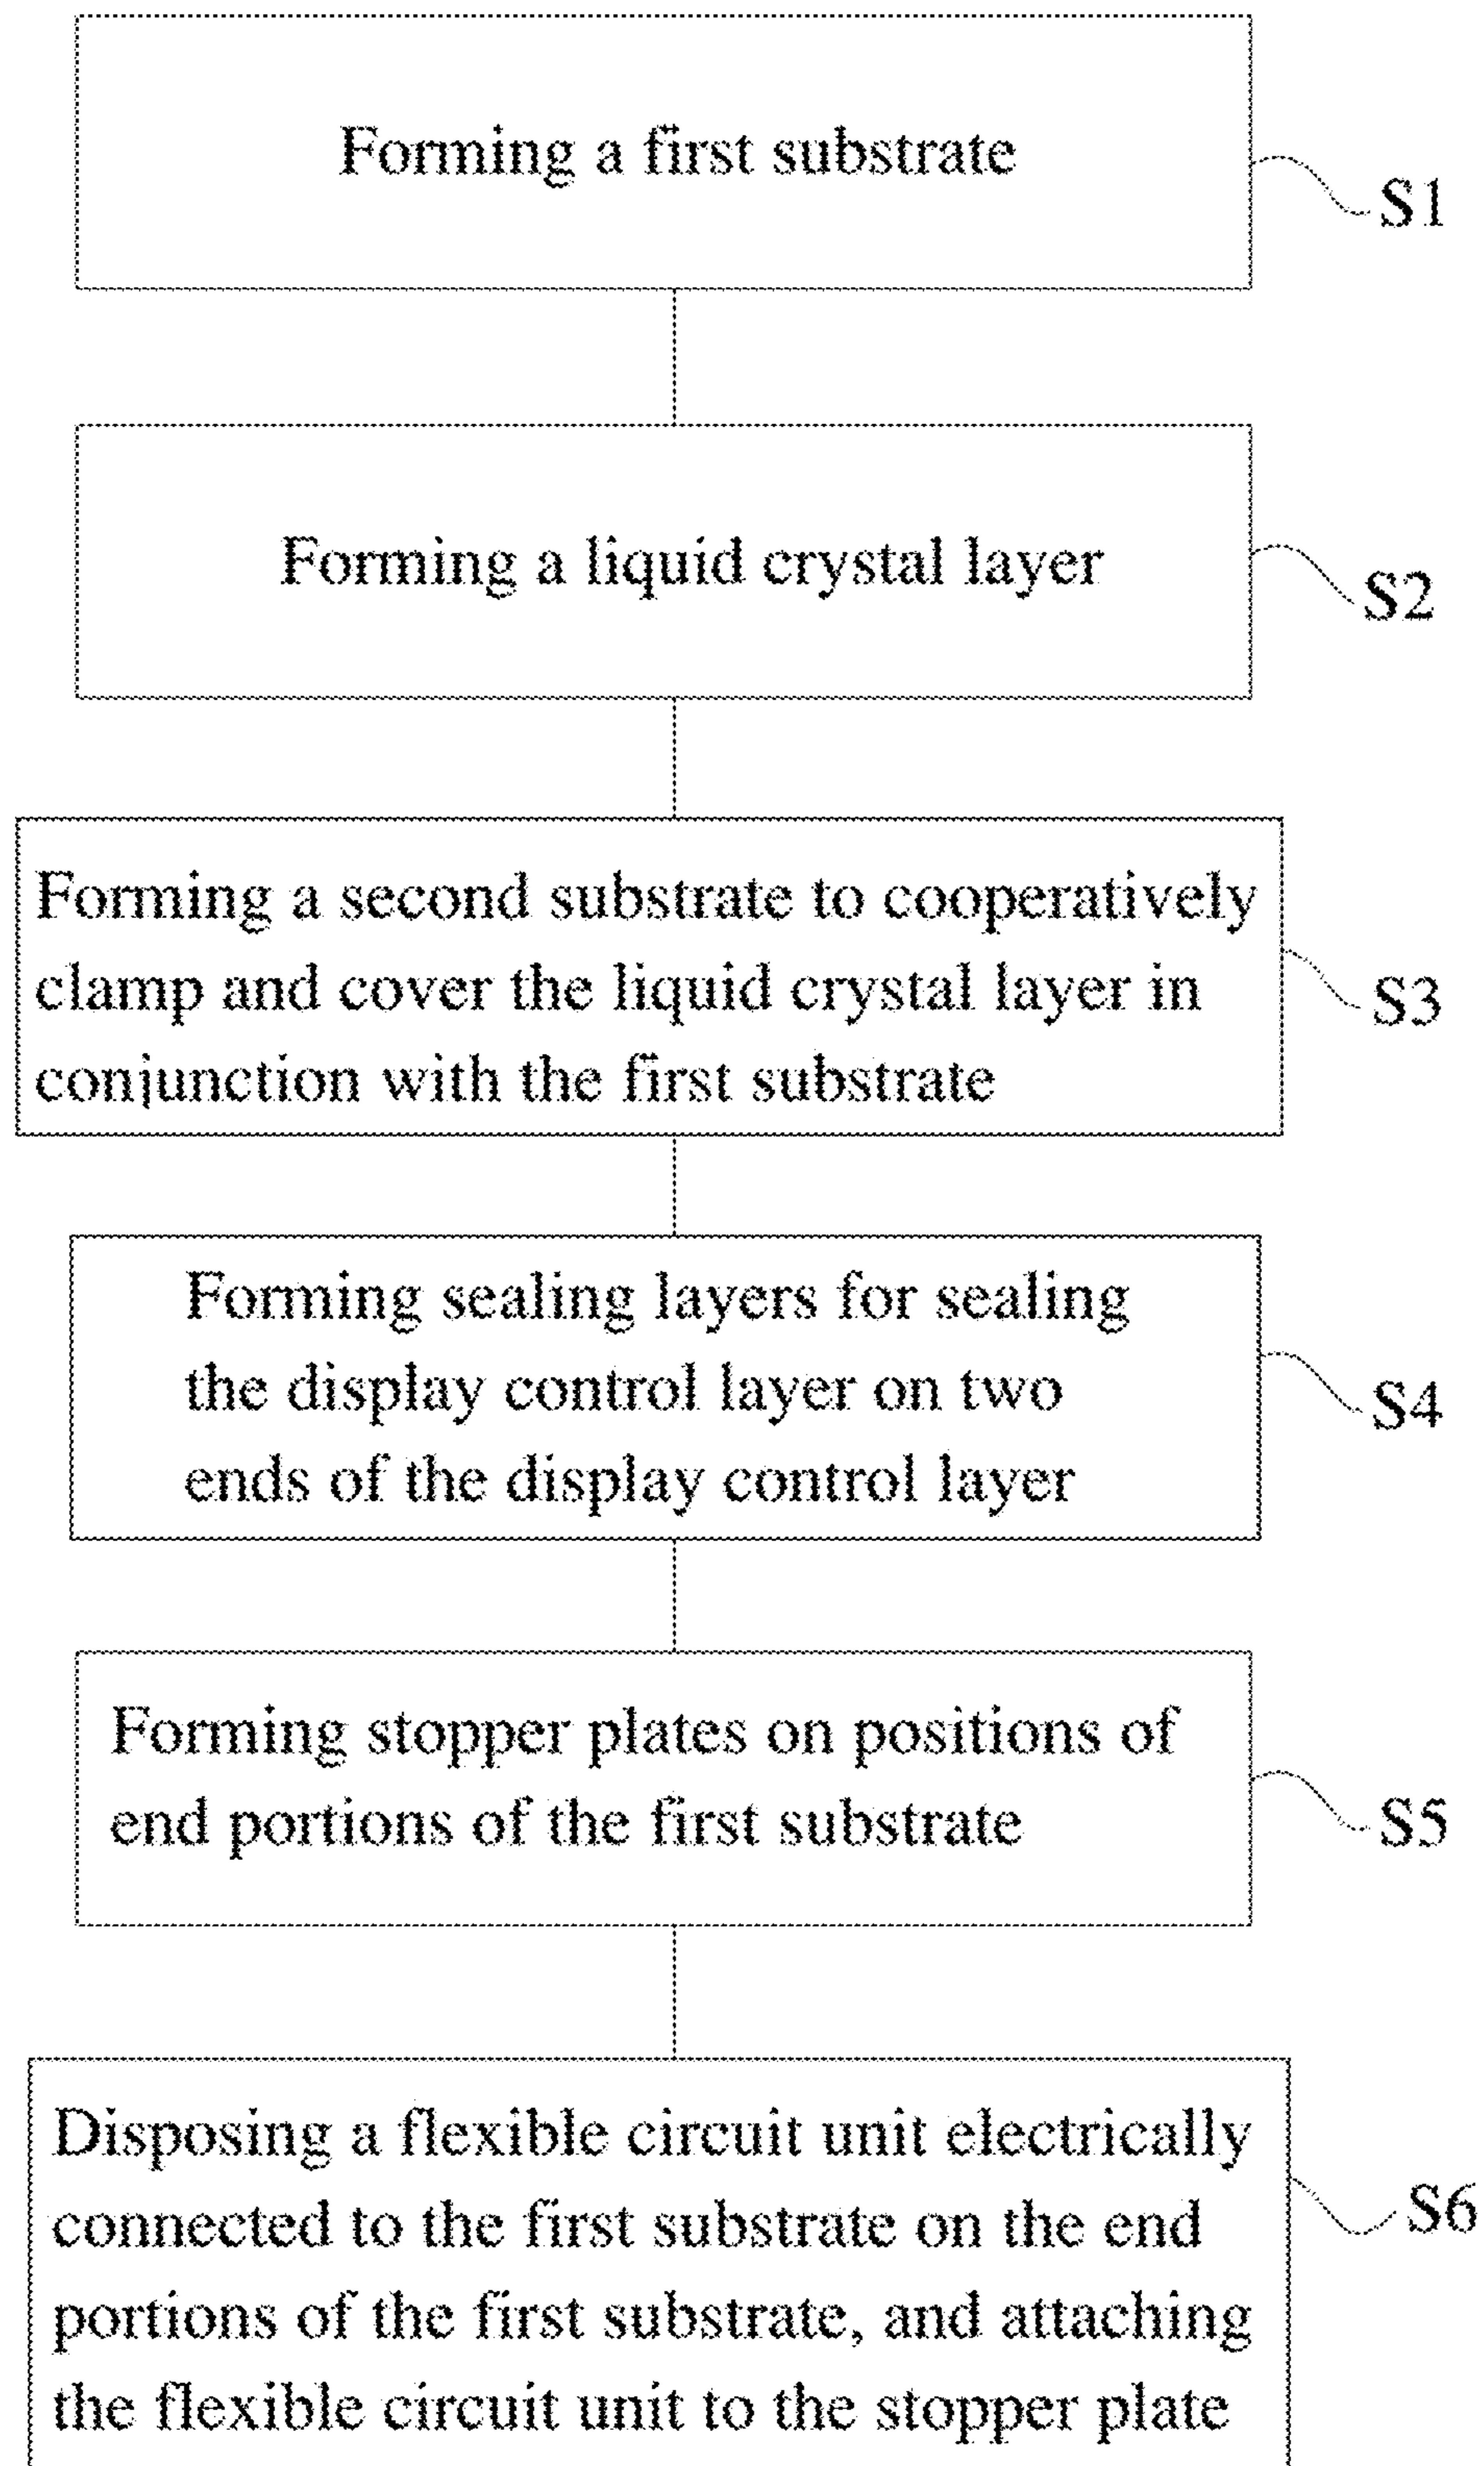 Forming a first substrate
S1
Forming a liquid crystal layer
S2
Forming a second substrate to cooperatively
clamp and cover the liquid crystal layer in
conjunction with the first substrate
S3
Forming sealing layers for sealing
the display control layer on two
ends of the display control layer
S4
Forming stopper plates on positions of
end portions of the first substrate
S5
Disposing a flexible circuit unit electrically
connected to the first substrate on the end
portions of the first substrate, and attaching
the flexible circuit unit to the stopper plate
S6